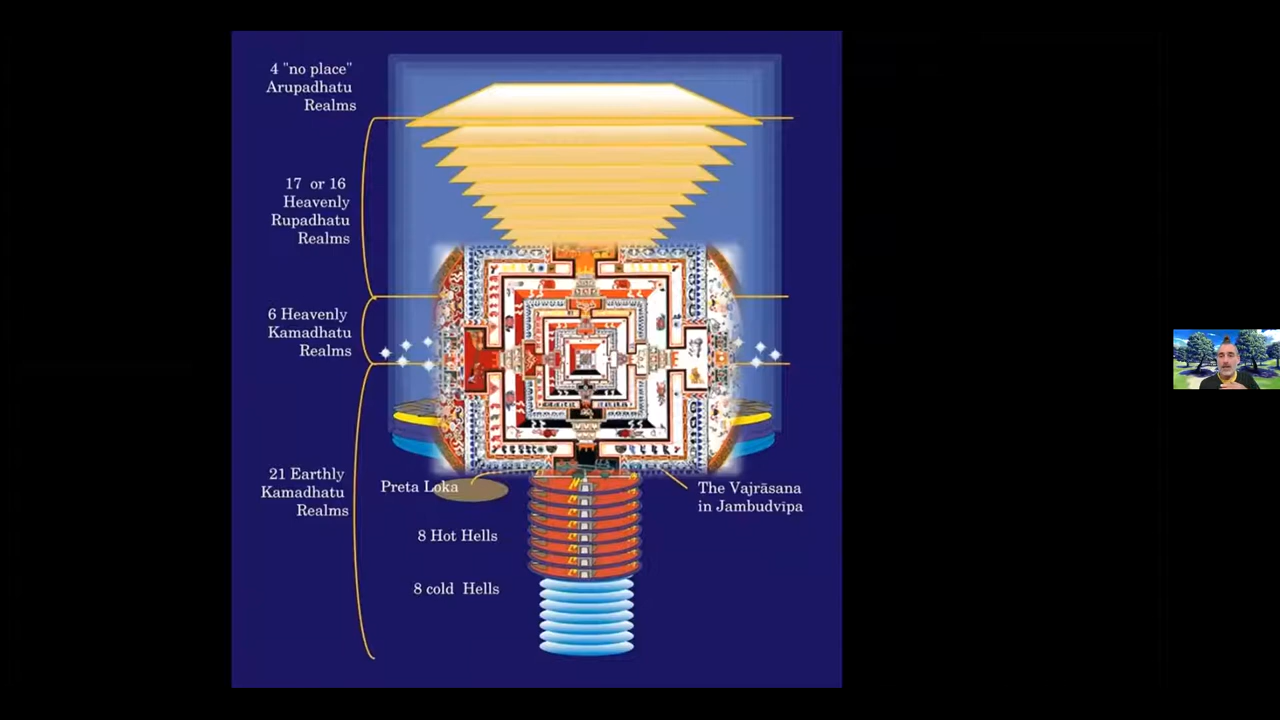 4 "no place"
Arupadhatu
Realms
17 or 16
Heavenly
Rupadhatu
Realms
6 Heavenly
Kamadhatu
Realms
21 Earthly
Kamadhatu
Realms
Preta Loka
The Vajrāsana
in Jambudvīpa
8 Hot Hells
8 cold Hells